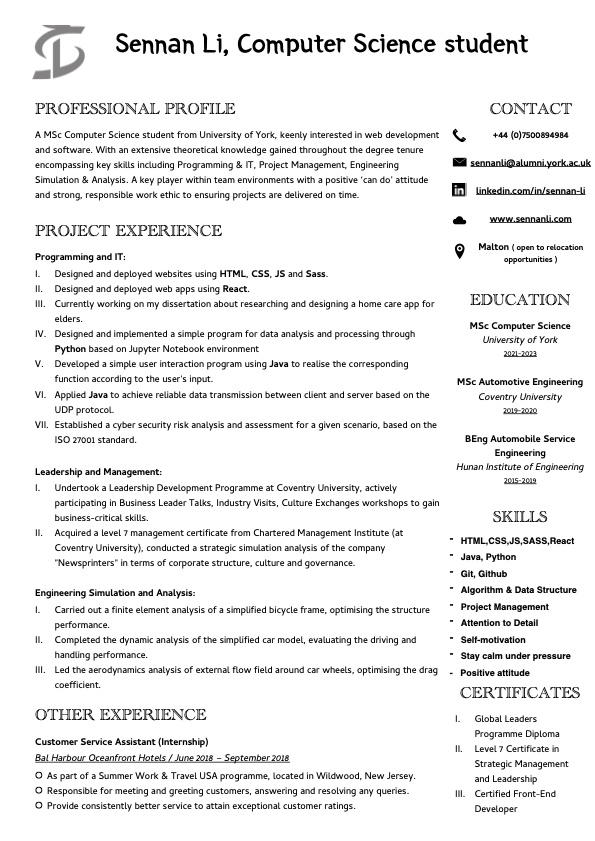 Sennan Li, Computer Science student
PROFESSIONAL PROFILE
A MSc Computer Science student from University of York, keenly interested in web development
and software. With an extensive theoretical knowledge gained throughout the degree tenure
encompassing key skills including Programming & IT, Project Management, Engineering
Simulation & Analysis. A key player within team environments with a positive 'can do' attitude
and strong, responsible work ethic to ensuring projects are delivered on time.
PROJECT EXPERIENCE
Programming and IT:
I. Designed and deployed websites using HTML, CSS, JS and Sass.
II. Designed and deployed web apps using React.
III. Currently working on my dissertation about researching and designing a home care app for
elders.
IV. Designed and implemented a simple program for data analysis and processing through
Python based on Jupyter Notebook environment
V. Developed a simple user interaction program using Java to realise the corresponding
function according to the user's input.
VI. Applied Java to achieve reliable data transmission between client and server based on the
UDP protocol.
VII. Established a cyber security risk analysis and assessment for a given scenario, based on the
ISO 27001 standard.
Leadership and Management:
I. Undertook a Leadership Development Programme at Coventry University, actively
participating in Business Leader Talks, Industry Visits, Culture Exchanges workshops to gain
business-critical skills.
II. Acquired a level 7 management certificate from Chartered Management Institute (at
Coventry University), conducted a strategic simulation analysis of the company
"Newsprinters" in terms of corporate structure, culture and governance.
Engineering Simulation and Analysis:
I. Carried out a finite element analysis of a simplified bicycle frame, optimising the structure
performance.
II. Completed the dynamic analysis of the simplified car model, evaluating the driving and
handling performance.
III. Led the aerodynamics analysis of external flow field around car wheels, optimising the drag
coefficient.
OTHER EXPERIENCE
Customer Service Assistant (Internship)
Bal Harbour Oceanfront Hotels / June 2018 – September 2018
O As part of a Summer Work & Travel USA programme, located in Wildwood, New Jersey.
O Responsible for meeting and greeting customers, answering and resolving any queries.
O Provide consistently better service to attain exceptional customer ratings.
CONTACT
+44 (0)7500894984
sennanli@alumni.york.ac.uk
linkedin.com/in/sennan-li
www.sennanli.com
Malton ( open to relocation
opportunities )
EDUCATION
MSc Computer Science
University of York
2021-2023
MSc Automotive Engineering
Coventry University
2019-2020
BEng Automobile Service
Engineering
Hunan Institute of Engineering
2015-2019
SKILLS
- HTML,CSS,JS,SASS,React
- Java, Python
- Git, Github
- Algorithm & Data Structure
- Project Management
- Attention to Detail
- Self-motivation
- Stay calm under pressure
- Positive attitude
CERTIFICATES
I. Global Leaders
Programme Diploma
II. Level 7 Certificate in
Strategic Management
and Leadership
III. Certified Front-End
Developer